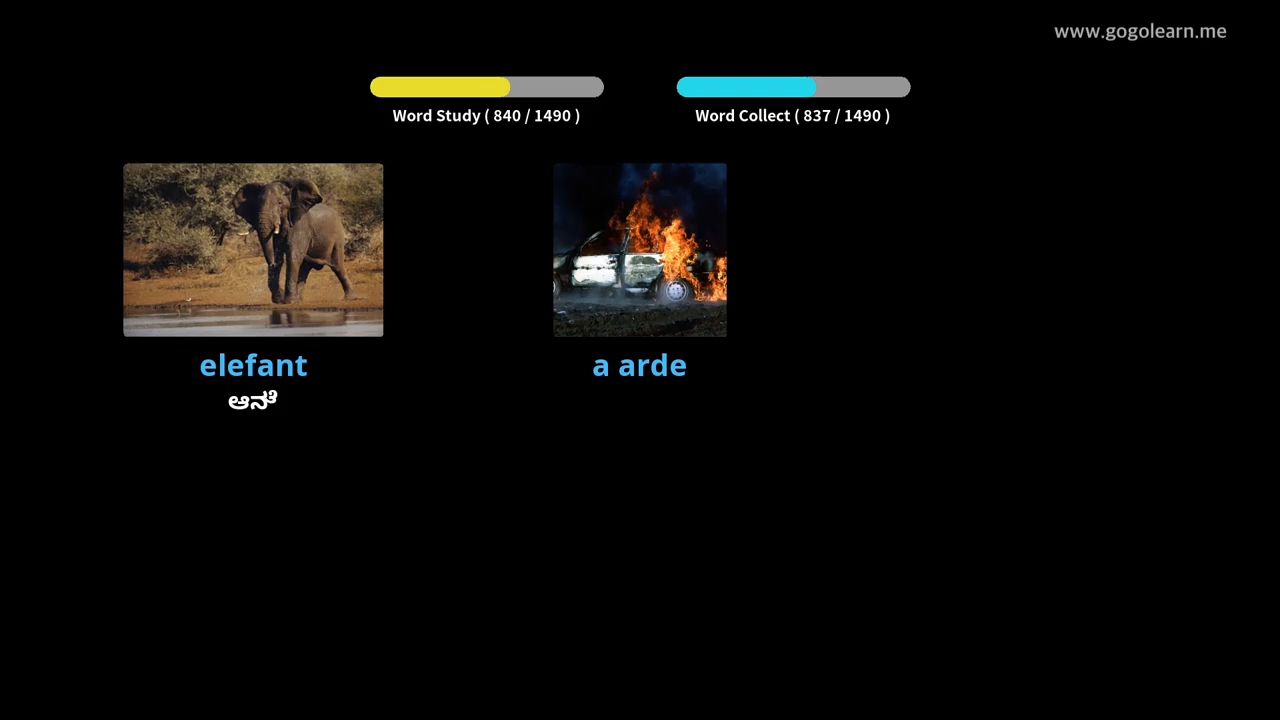 www.gogolearn.me
Word Study ( 840 / 1490 )
Word Collect ( 837 / 1490 )
elefant
ಆನೆ
a arde